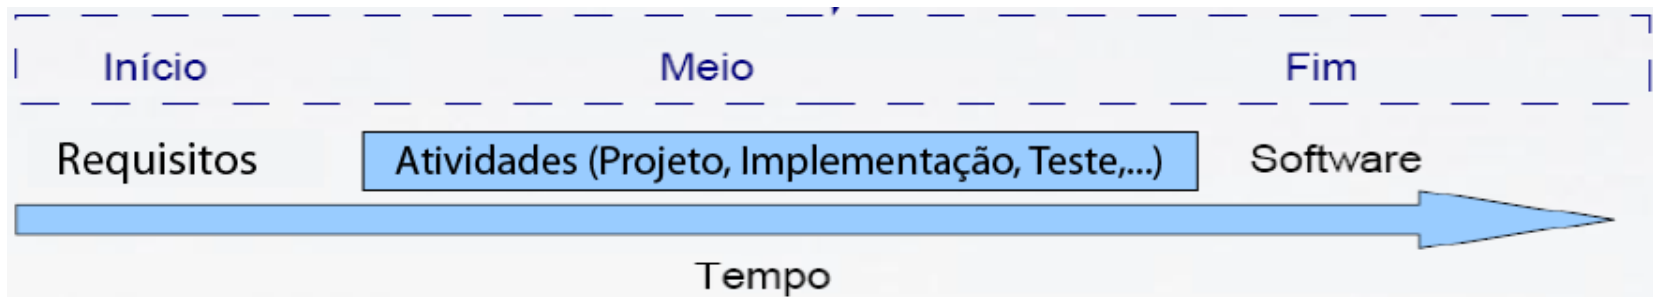 Início Meio Fim
Requisitos Atividades (Projeto, Implementação, Teste,...) Software
Tempo